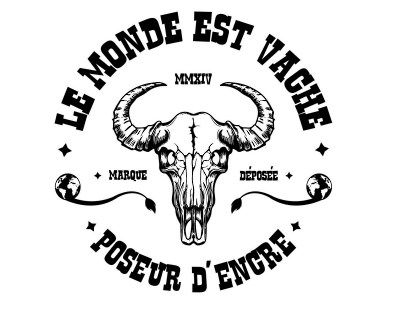 LE MONDE EST VACHE
MMXIV
MARQUE DÉPOSÉE
POSEUR D'ENCRE